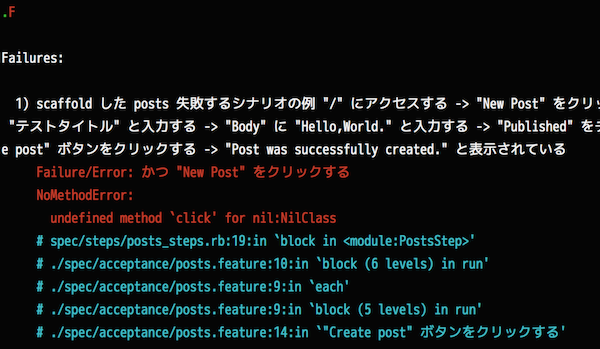 .F
Failures:
1) scaffold した posts 失敗するシナリオの例 "/" にアクセスする -> "New Post" をクリッ
"テストタイトル" と入力する -> "Body" に "Hello,World." と入力する -> "Published" を
e post" ボタンをクリックする -> "Post was successfully created." と表示されている
Failure/Error: かつ "New Post" をクリックする
NoMethodError:
undefined method `click' for nil:NilClass
# spec/steps/posts_steps.rb:19:in `block in <module:PostsStep>'
# ./spec/acceptance/posts.feature:10:in `block (6 levels) in run'
# ./spec/acceptance/posts.feature:9:in `each'
# ./spec/acceptance/posts.feature:9:in `block (5 levels) in run'
# ./spec/acceptance/posts.feature:14:in `"Create post" ボタンをクリックする'